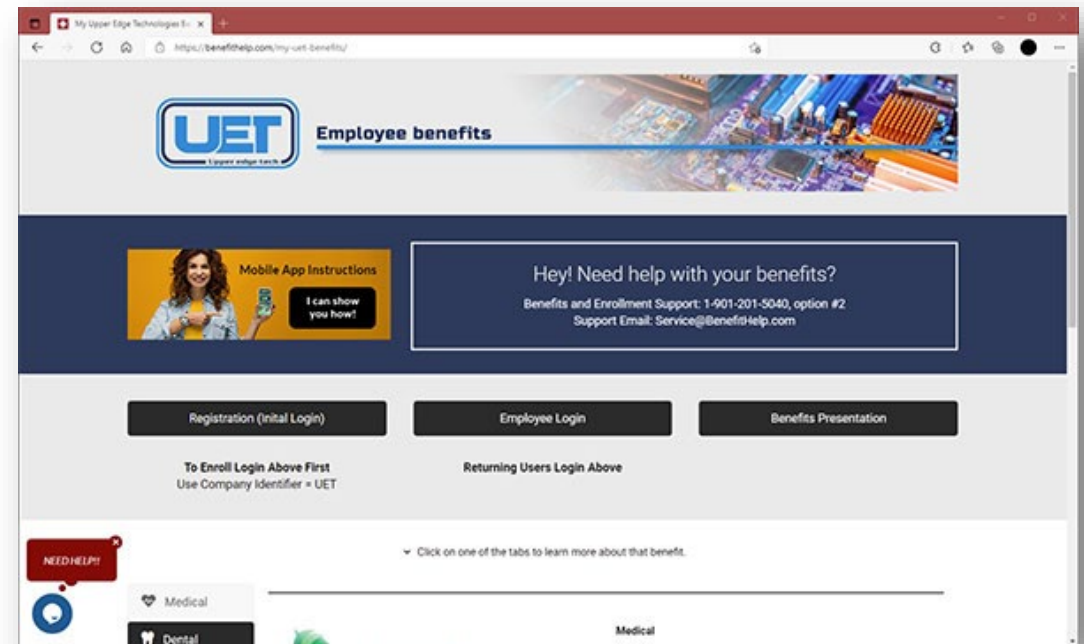 My Upper Edge Technologies E
https://benefithelp.com/my-uet-benefits/
UET
Upper edge tech
Employee benefits
Mobile App Instructions
I can show
you how!
Hey! Need help with your benefits?
Benefits and Enrollment Support: 1-901-201-5040, option #2
Support Email: Service@BenefitHelp.com
Registration (Inital Login)
Employee Login
Benefits Presentation
To Enroll Login Above First
Use Company Identifier = UET
Returning Users Login Above
Click on one of the tabs to learn more about that benefit.
NEED HELP!!
Medical
Dental
Medical